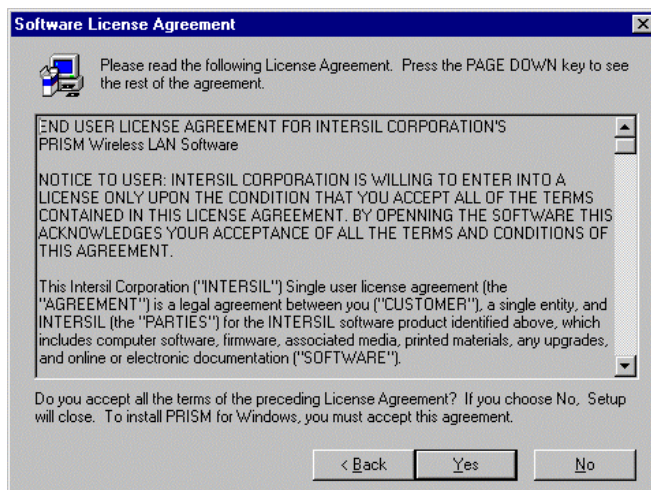 Software License Agreement
Please read the following License Agreement. Press the PAGE DOWN key to see
the rest of the agreement.
END USER LICENSE AGREEMENT FOR INTERSIL CORPORATION'S
PRISM Wireless LAN Software
NOTICE TO USER: INTERSIL CORPORATION IS WILLING TO ENTER INTO A
LICENSE ONLY UPON THE CONDITION THAT YOU ACCEPT ALL OF THE TERMS
CONTAINED IN THIS LICENSE AGREEMENT. BY OPENNING THE SOFTWARE THIS
ACKNOWLEDGES YOUR ACCEPTANCE OF ALL THE TERMS AND CONDITIONS OF
THIS AGREEMENT.
This Intersil Corporation ("INTERSIL") Single user license agreement (the
"AGREEMENT") is a legal agreement between you ("CUSTOMER"), a single entity, and
INTERSIL (the "PARTIES") for the INTERSIL software product identified above, which
includes computer software, firmware, associated media, printed materials, any upgrades,
and online or electronic documentation ("SOFTWARE").
Do you accept all the terms of the preceding License Agreement? If you choose No, Setup
will close. To install PRISM for Windows, you must accept this agreement.
< Back Yes No